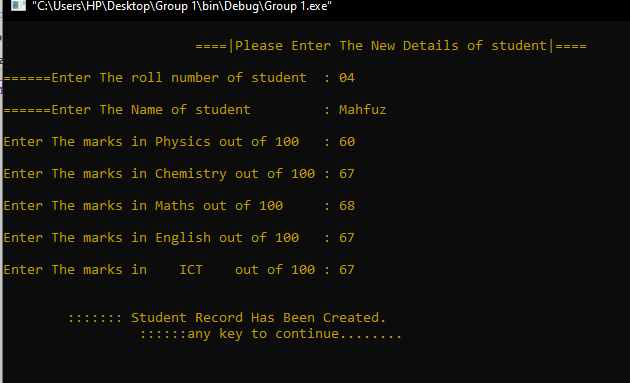 "C:\Users\HP\Desktop\Group 1\bin\Debug\Group 1.exe"
====|Please Enter The New Details of student|====
======Enter The roll number of student  : 04
======Enter The Name of student         : Mahfuz
Enter The marks in Physics out of 100   : 60
Enter The marks in Chemistry out of 100 : 67
Enter The marks in Maths out of 100     : 68
Enter The marks in English out of 100   : 67
Enter The marks in    ICT    out of 100 : 67
::::::: Student Record Has Been Created.
::::::any key to continue........